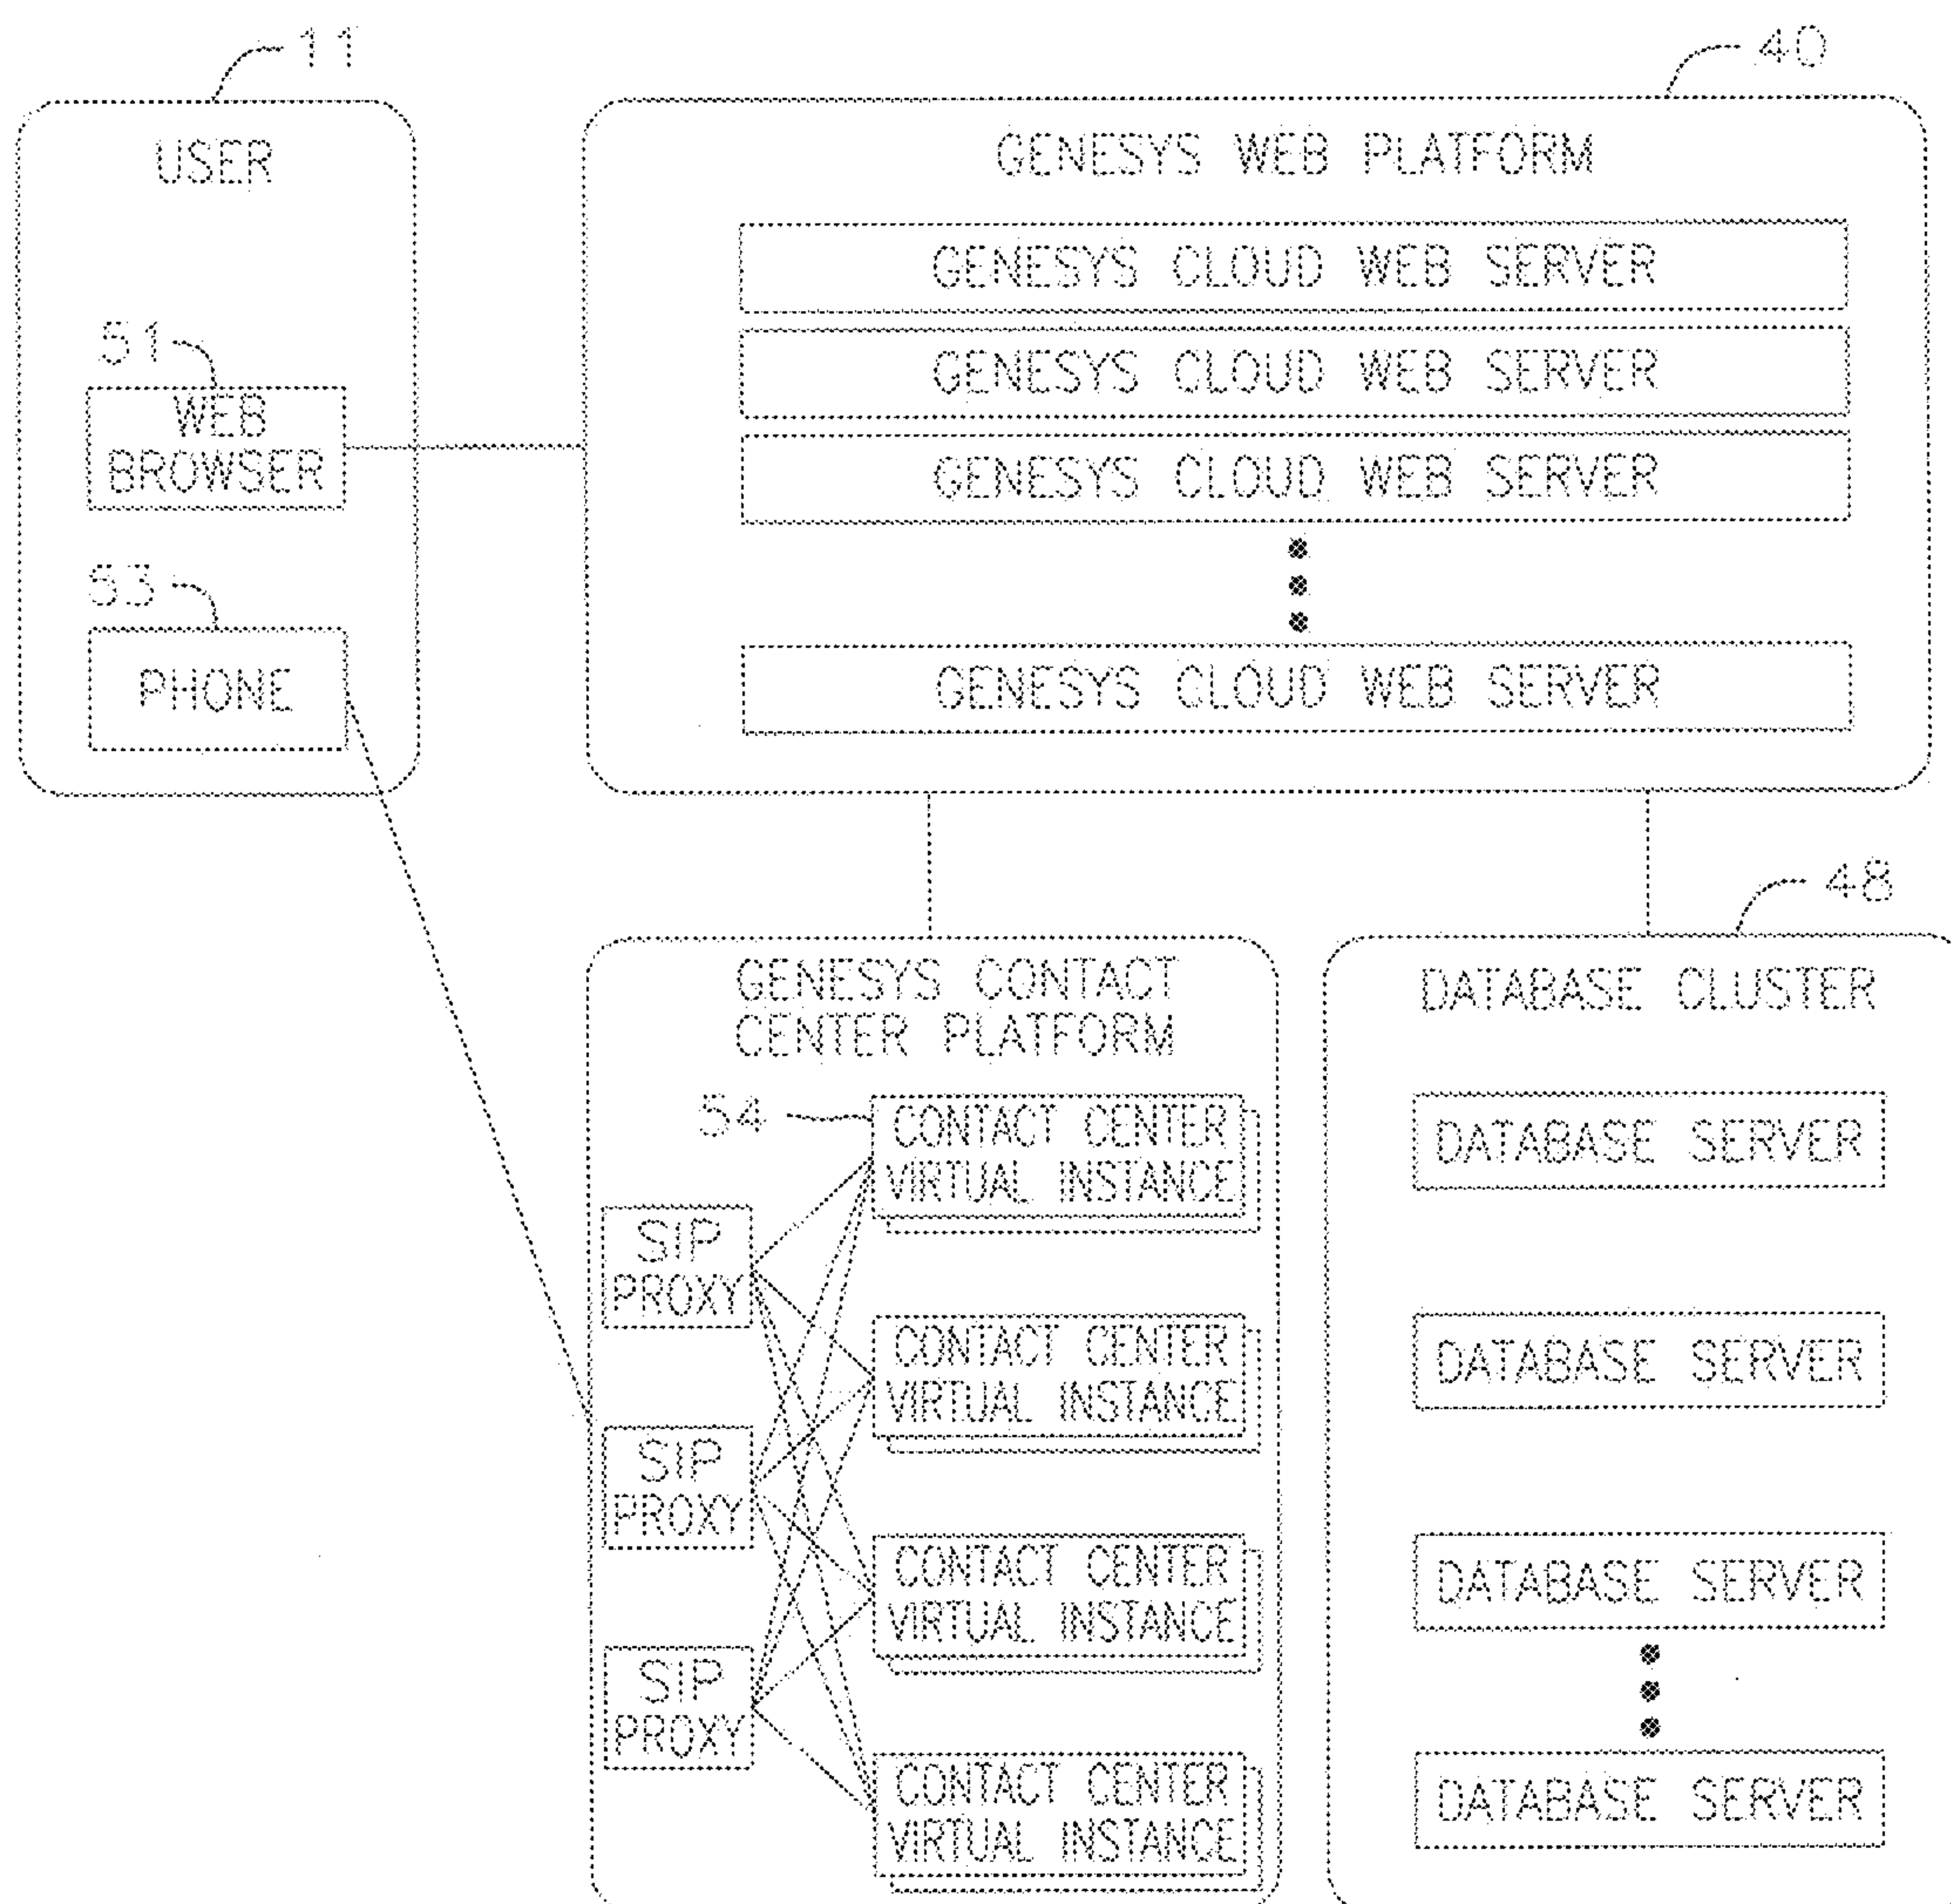 11
USER
51
WEB
BROWSER
53
PHONE
40
GENESYS WEB PLATFORM
GENESYS CLOUD WEB SERVER
GENESYS CLOUD WEB SERVER
GENESYS CLOUD WEB SERVER
GENESYS CLOUD WEB SERVER
GENESYS CONTACT
CENTER PLATFORM
54
CONTACT CENTER
VIRTUAL INSTANCE
SIP
PROXY
CONTACT CENTER
VIRTUAL INSTANCE
SIP
PROXY
CONTACT CENTER
VIRTUAL INSTANCE
SIP
PROXY
CONTACT CENTER
VIRTUAL INSTANCE
48
DATABASE CLUSTER
DATABASE SERVER
DATABASE SERVER
DATABASE SERVER
DATABASE SERVER